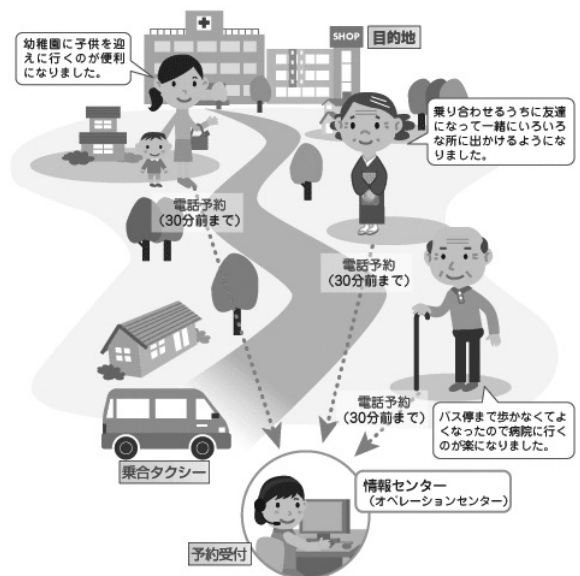 SHOP
目的地
幼稚園に子供を迎
えに行くのが便利
になりました。
乗り合わせるうちに友達
になって一緒にいろいろ
な所に出かけるようにな
りました。
電話予約
(30分前まで)
電話予約
(30分前まで)
電話予約
(30分前まで)
バス停まで歩かなくてよ
くなったので病院に行く
のが楽になりました。
乗合タクシー
情報センター
(オペレーションセンター)
予約受付